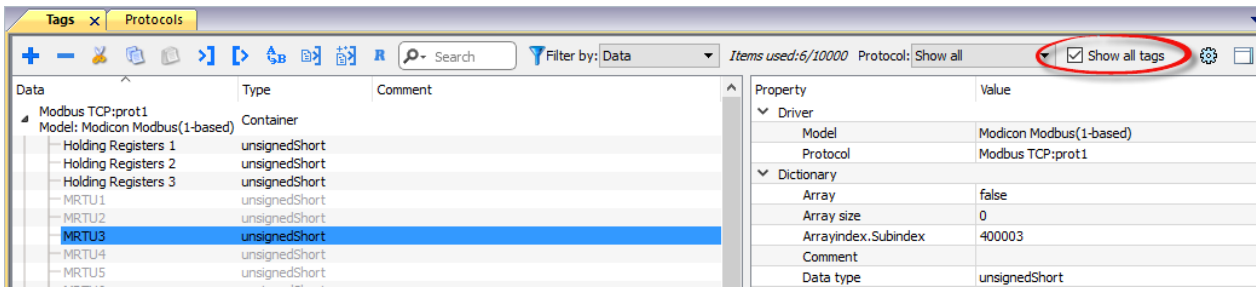 Tags x Protocols
R Search Filter by: Data Items used:6/10000 Protocol: Show all Show all tags
Data Type Comment Property Value
Modbus TCP:prot1
Model: Modicon Modbus(1-based) Container
Driver
Model Modicon Modbus(1-based)
Holding Registers 1 unsignedShort
Protocol Modbus TCP:prot1
Holding Registers 2 unsignedShort
Dictionary
Holding Registers 3 unsignedShort
Array false
MRTU1 unsignedShort
Array size 0
MRTU2 unsignedShort
MRTU3 unsignedShort
Arrayindex.Subindex 400003
MRTU4 unsignedShort
Comment
MRTU5 unsignedShort
Data type unsignedShort